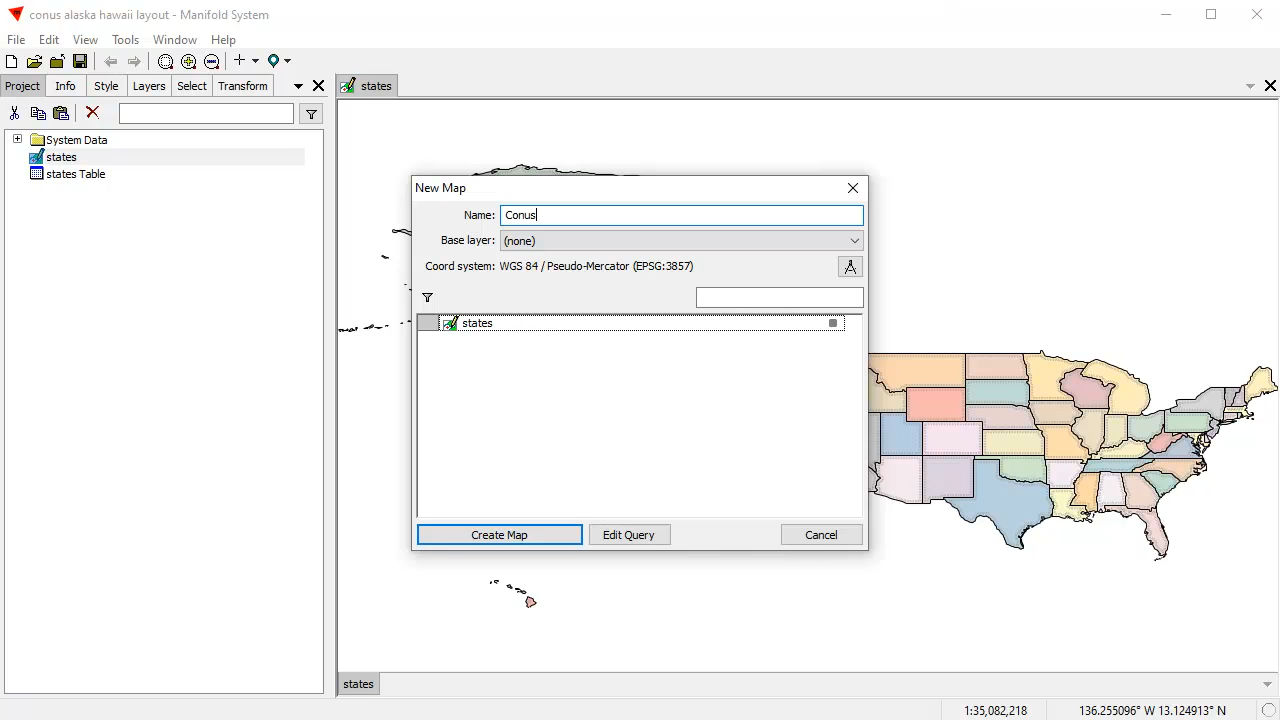 conus alaska hawaii layout - Manifold System
File Edit View Tools Window Help
Project Info Style Layers Select Transform
states
System Data
states
states Table
New Map
Name: Conus
Base layer: (none)
Coord system: WGS 84 / Pseudo-Mercator (EPSG:3857)
states
Create Map Edit Query Cancel
states
1:35,082,218 136.255096° W 13.124913° N